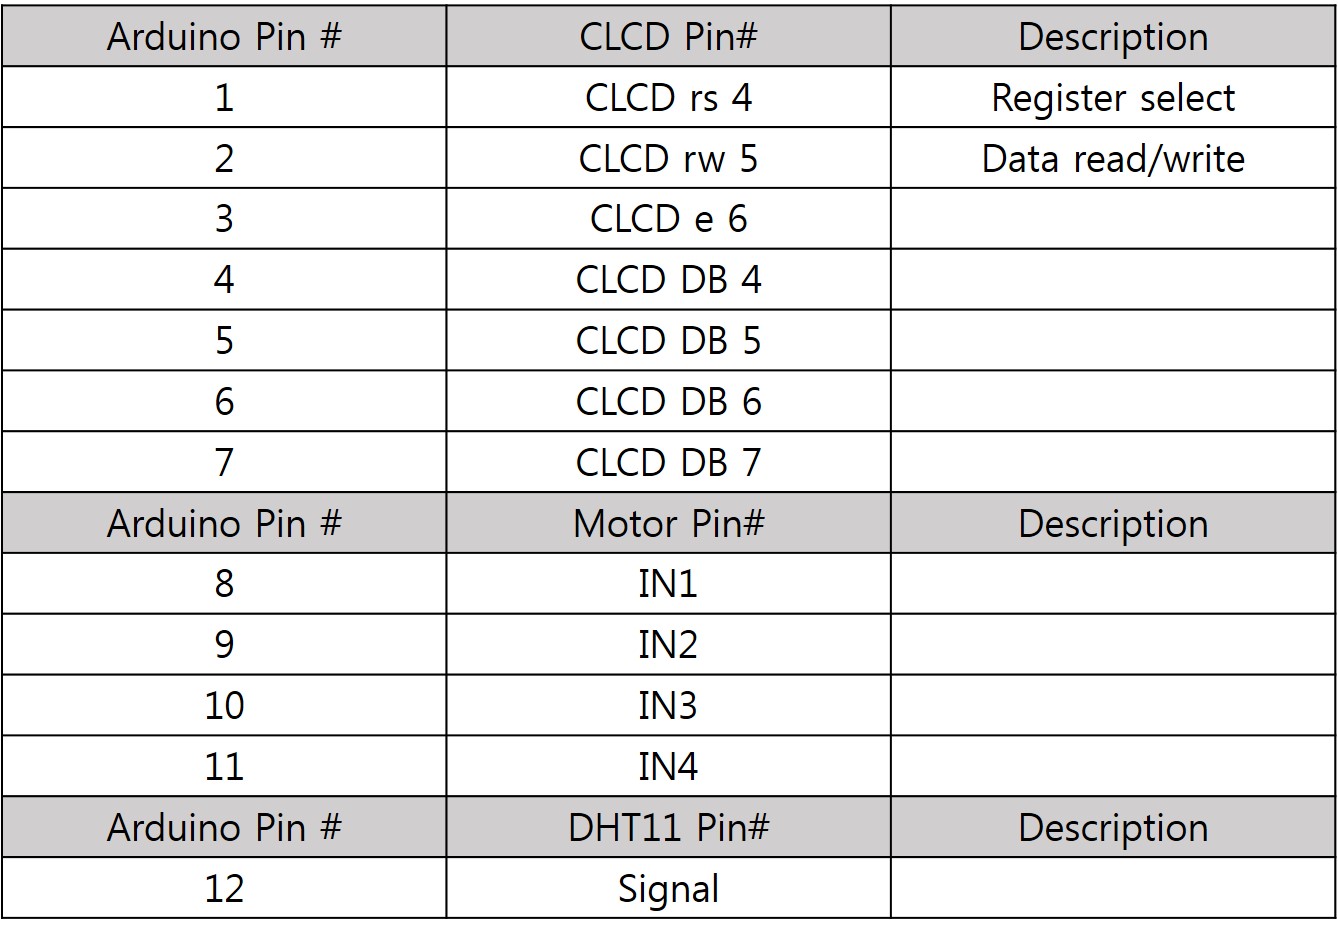 Arduino Pin # CLCD Pin# Description
1 CLCD rs 4 Register select
2 CLCD rw 5 Data read/write
3 CLCD e 6
4 CLCD DB 4
5 CLCD DB 5
6 CLCD DB 6
7 CLCD DB 7
Arduino Pin # Motor Pin# Description
8 IN1
9 IN2
10 IN3
11 IN4
Arduino Pin # DHT11 Pin# Description
12 Signal